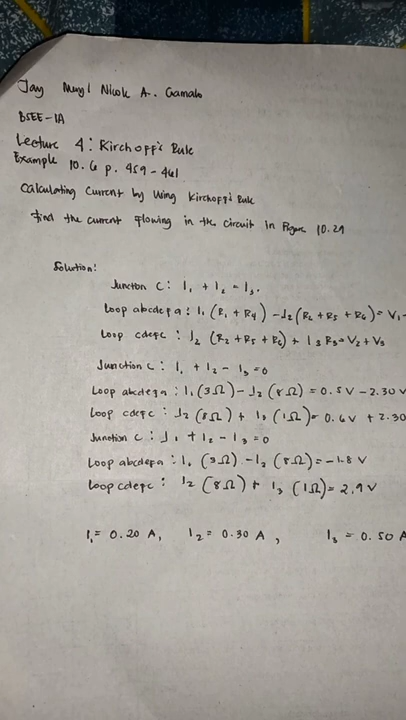 Jay Meryl Nicole A. Gamab
BSEE-1A
Lecture 4: Kirchoff's Rule
Example 10.6 p. 459-461
Calculating Current by Using Kirchoff's Rule
Find the current flowing in the circuit in Figure 10.29
Solution:
Junction C: I₁ + I₂ = I₃.
Loop abcdefa: I₁(R₁ + R₄) - I₂(R₂ + R₅ + R₆) = V₁-
Loop cdefc: I₂ (R₂ + R₅ + R₆) + I₃ R₃ = V₂ + V₃
Junction C: I₁ + I₂ - I₃ = 0
Loop abcdefa: I₁(3Ω) - I₂(8Ω) = 0.5V - 2.30V
Loop cdefc: I₂(8Ω) + I₃(1Ω) = 0.6V + 2.30
Junction C: I₁ + I₂ - I₃ = 0
Loop abcdefa: I₁(3Ω) - I₂(8Ω) = -1.8V
Loop cdefc: I₂(8Ω) + I₃(1Ω) = 2.9V
I₁ = 0.20 A, I₂ = 0.30 A, I₃ = 0.50 A